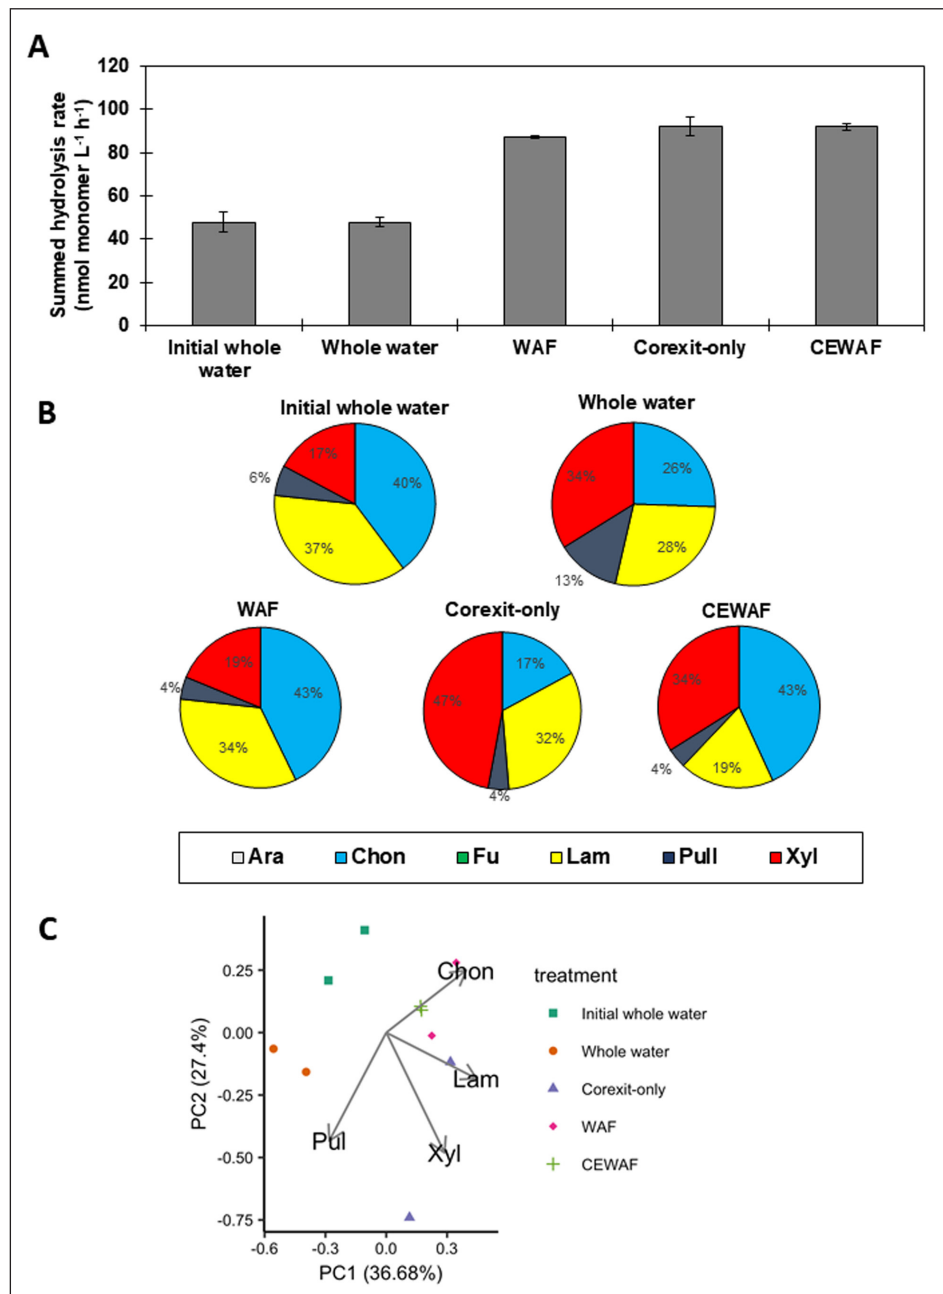 A
Summed hydrolysis rate
(nmol monomer L⁻¹ h⁻¹)
120
100
80
60
40
20
0
Initial whole
water
Whole water
WAF
Corexit-only
CEWAF
B
Initial whole water
17%
6%
40%
37%
Whole water
34%
26%
13%
28%
WAF
19%
4%
43%
34%
Corexit-only
17%
47%
32%
4%
CEWAF
34%
43%
4%
19%
Ara Chon Fu Lam Pull Xyl
C
PC2 (27.4%)
0.25
0.00
-0.25
-0.50
-0.75
Chon
Lam
Pul
Xyl
-0.6 -0.3 0.0 0.3
PC1 (36.68%)
treatment
Initial whole water
Whole water
Corexit-only
WAF
CEWAF